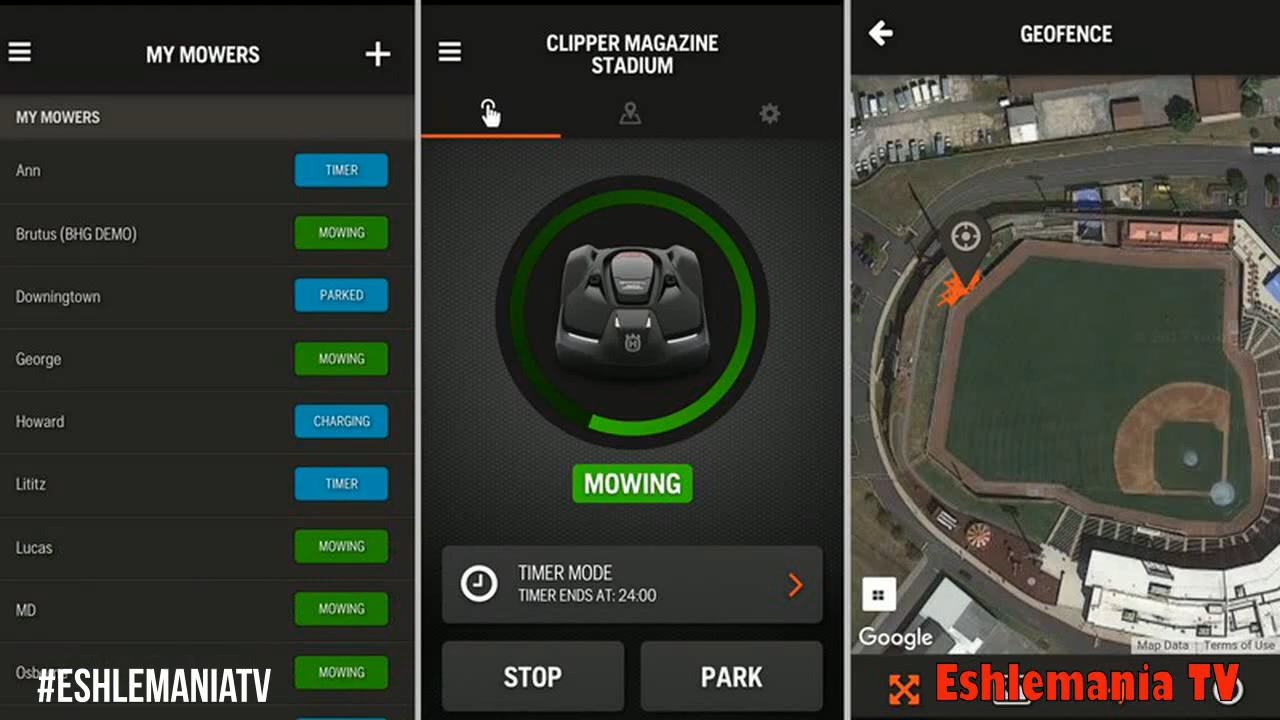 MY MOWERS
MY MOWERS
Ann
TIMER
Brutus (BHG DEMO)
MOWING
Downingtown
PARKED
George
MOWING
Howard
CHARGING
Lititz
TIMER
Lucas
MOWING
MD
MOWING
MOWING
#ESHLEMANIATV
CLIPPER MAGAZINE
STADIUM
MOWING
TIMER MODE
TIMER ENDS AT: 24:00
STOP
PARK
GEOFENCE
Google
Map Data
Terms of Use
Eshlemania TV